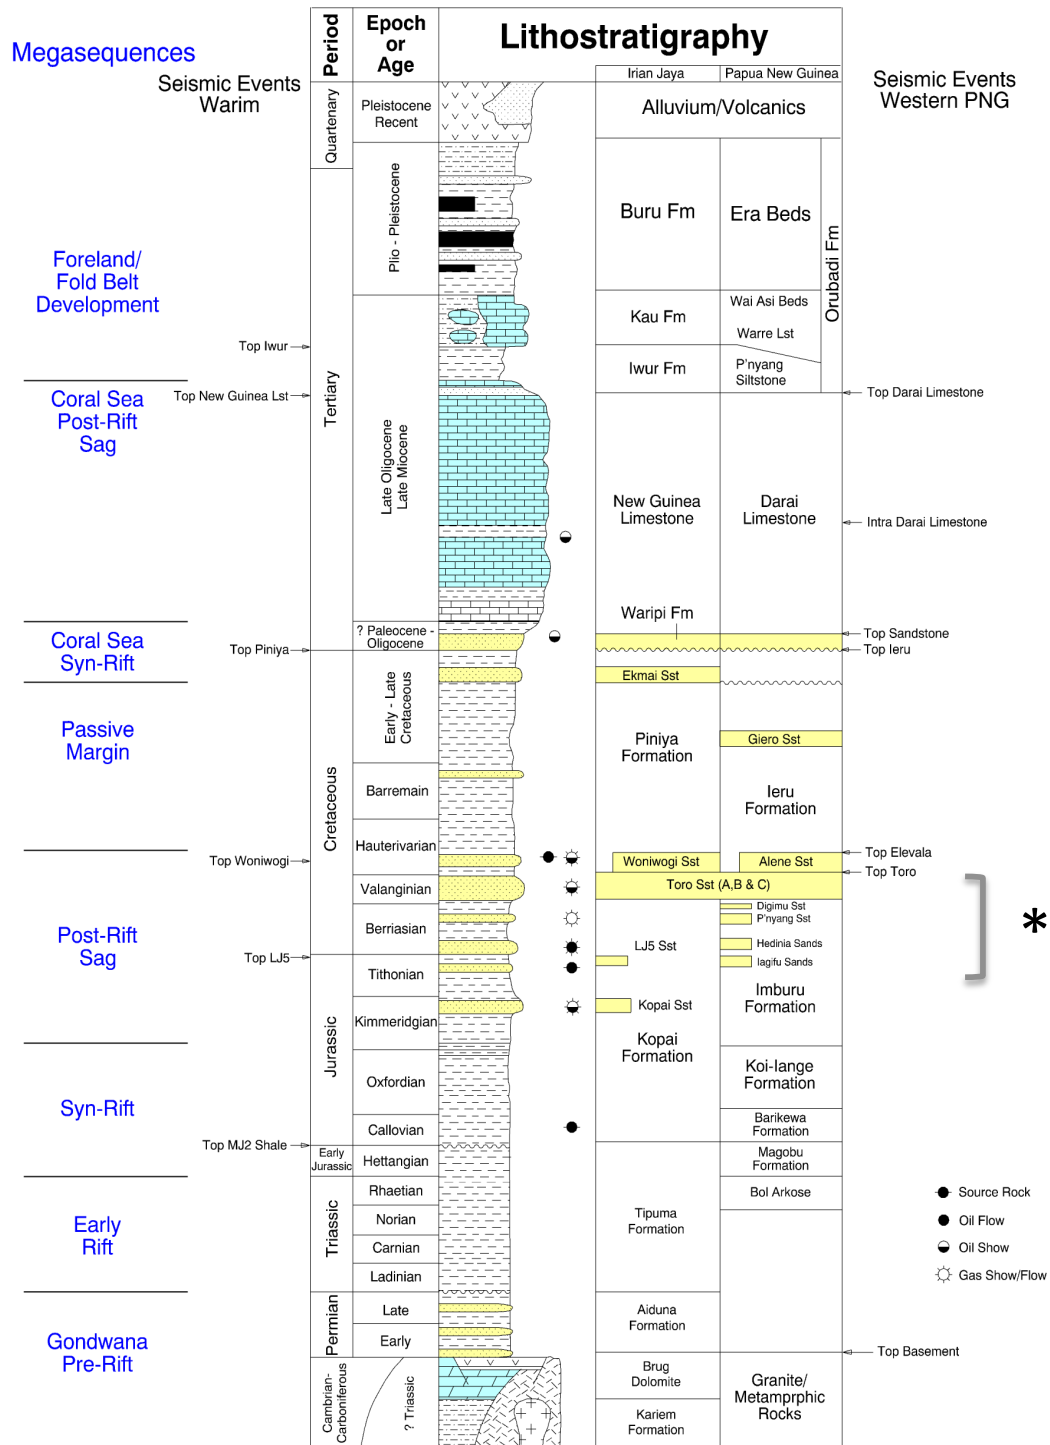 Megasequences
Seismic Events
Warim
Period
Epoch
or
Age
Lithostratigraphy
Irian Jaya
Papua New Guinea
Seismic Events
Western PNG
Quartenary
Pleistocene
Recent
Alluvium/Volcanics
Tertiary
Plio - Pleistocene
Buru Fm
Era Beds
Orubadi Fm
Foreland/
Fold Belt
Development
Kau Fm
Wai Asi Beds
Warre Lst
Top Iwur
Iwur Fm
P'nyang
Siltstone
Coral Sea
Post-Rift
Sag
Top New Guinea Lst
Top Darai Limestone
Late Oligocene
Late Miocene
New Guinea
Limestone
Darai
Limestone
Intra Darai Limestone
Waripi Fm
Coral Sea
Syn-Rift
? Paleocene -
Oligocene
Top Sandstone
Top Piniya
Top Ieru
Ekmai Sst
Cretaceous
Early - Late
Cretaceous
Passive
Margin
Piniya
Formation
Giero Sst
Barremain
Ieru
Formation
Hauterivarian
Top Elevala
Top Woniwogi
Woniwogi Sst
Alene Sst
Top Toro
Valanginian
Toro Sst (A,B & C)
Digimu Sst
P'nyang Sst
*
Berriasian
Post-Rift
Sag
LJ5 Sst
Hedinia Sands
Top LJ5
Iagifu Sands
Jurassic
Tithonian
Imburu
Formation
Kopai Sst
Kimmeridgian
Kopai
Formation
Oxfordian
Koi-Iange
Formation
Syn-Rift
Callovian
Barikewa
Formation
Top MJ2 Shale
Early
Jurassic
Hettangian
Magobu
Formation
Triassic
Rhaetian
Bol Arkose
Source Rock
Norian
Tipuma
Formation
Oil Flow
Early
Rift
Carnian
Oil Show
Ladinian
Gas Show/Flow
Permian
Late
Aiduna
Formation
Early
Gondwana
Pre-Rift
Top Basement
Cambrian-
Carboniferous
? Triassic
Brug
Dolomite
Granite/
Metamprphic
Rocks
Kariem
Formation